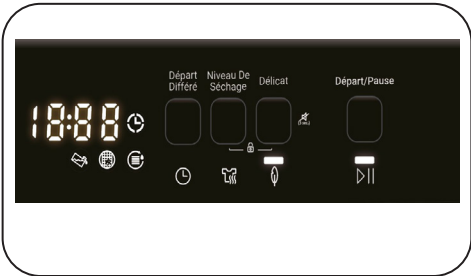 Départ Différé
Niveau De Séchage
Délicat
Départ/Pause
18:88